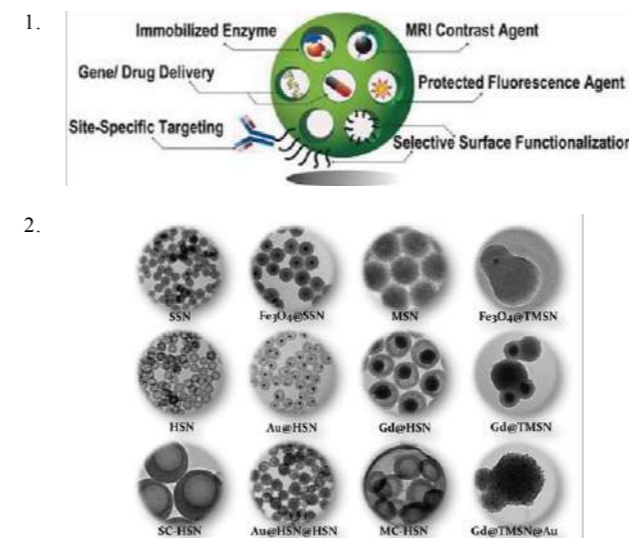 1.
Immobilized Enzyme MRI Contrast Agent
Gene/ Drug Delivery Protected Fluorescence Agent
Site-Specific Targeting Selective Surface Functionalization
2.
SSN Fe3O4@SSN MSN Fe3O4@TMSN
HSN Au@HSN Gd@HSN Gd@TMSN
SC-HSN Au@HSN@HSN MC-HSN Gd@TMSN@Au